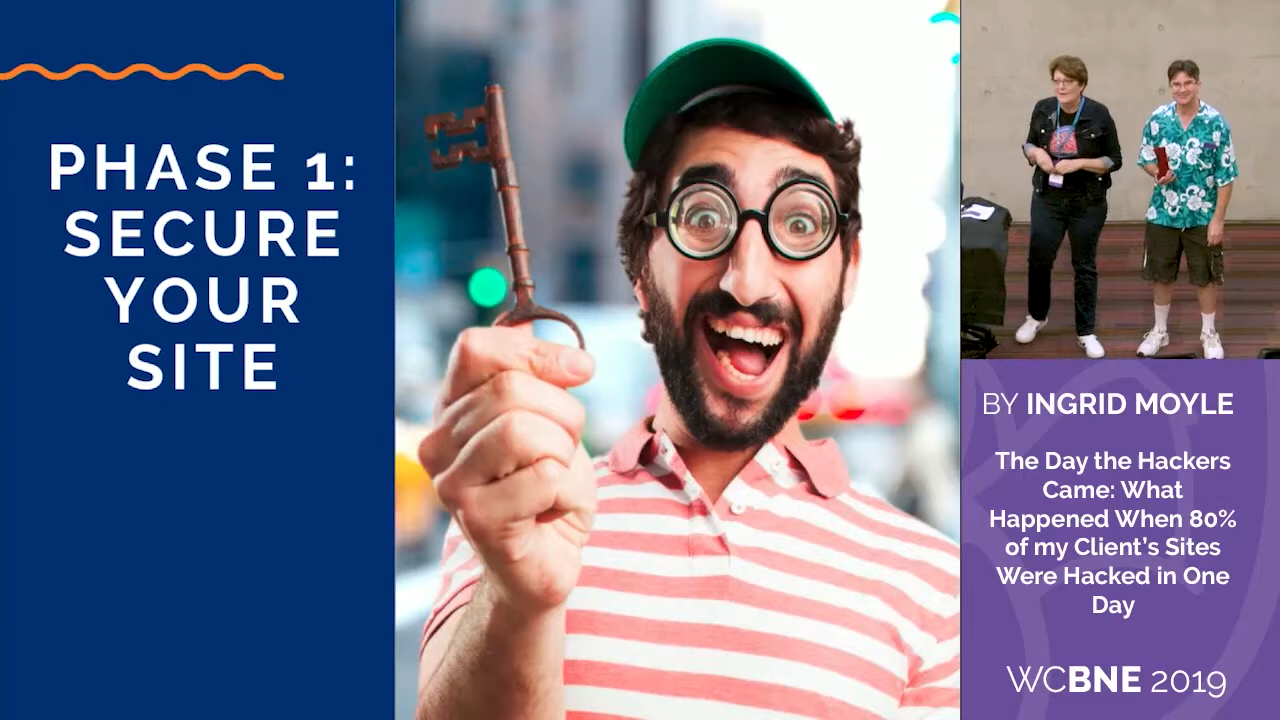 PHASE 1:
SECURE
YOUR
SITE
BY INGRID MOYLE
The Day the Hackers
Came: What
Happened When 80%
of my Client's Sites
Were Hacked in One
Day
WCBNE 2019